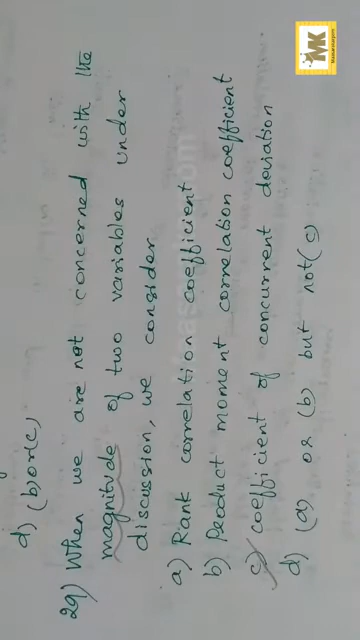 d) (b) or (c)
29) When we are not concerned with the
magnitude of two variables under
discussion, we consider
a) Rank correlation coefficient
b) Product moment correlation coefficient
c) coefficient of concurrent deviation
d) (a) or (b) but not (c)
MK